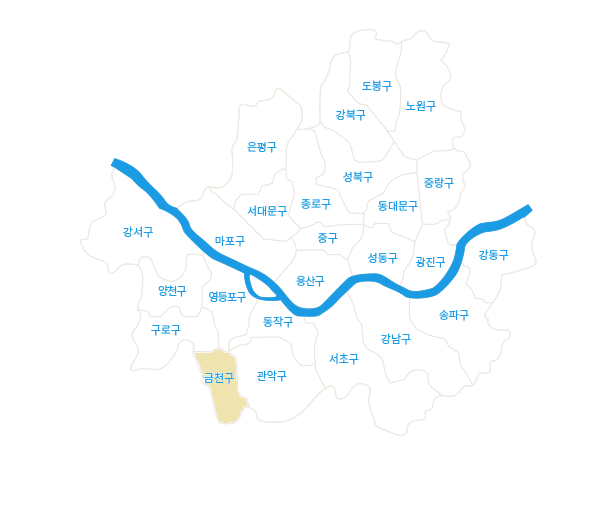 도봉구
노원구
강북구
은평구
성북구
중랑구
종로구
동대문구
서대문구
강서구
마포구
중구
성동구
광진구
강동구
용산구
양천구
영등포구
송파구
동작구
구로구
강남구
서초구
금천구
관악구